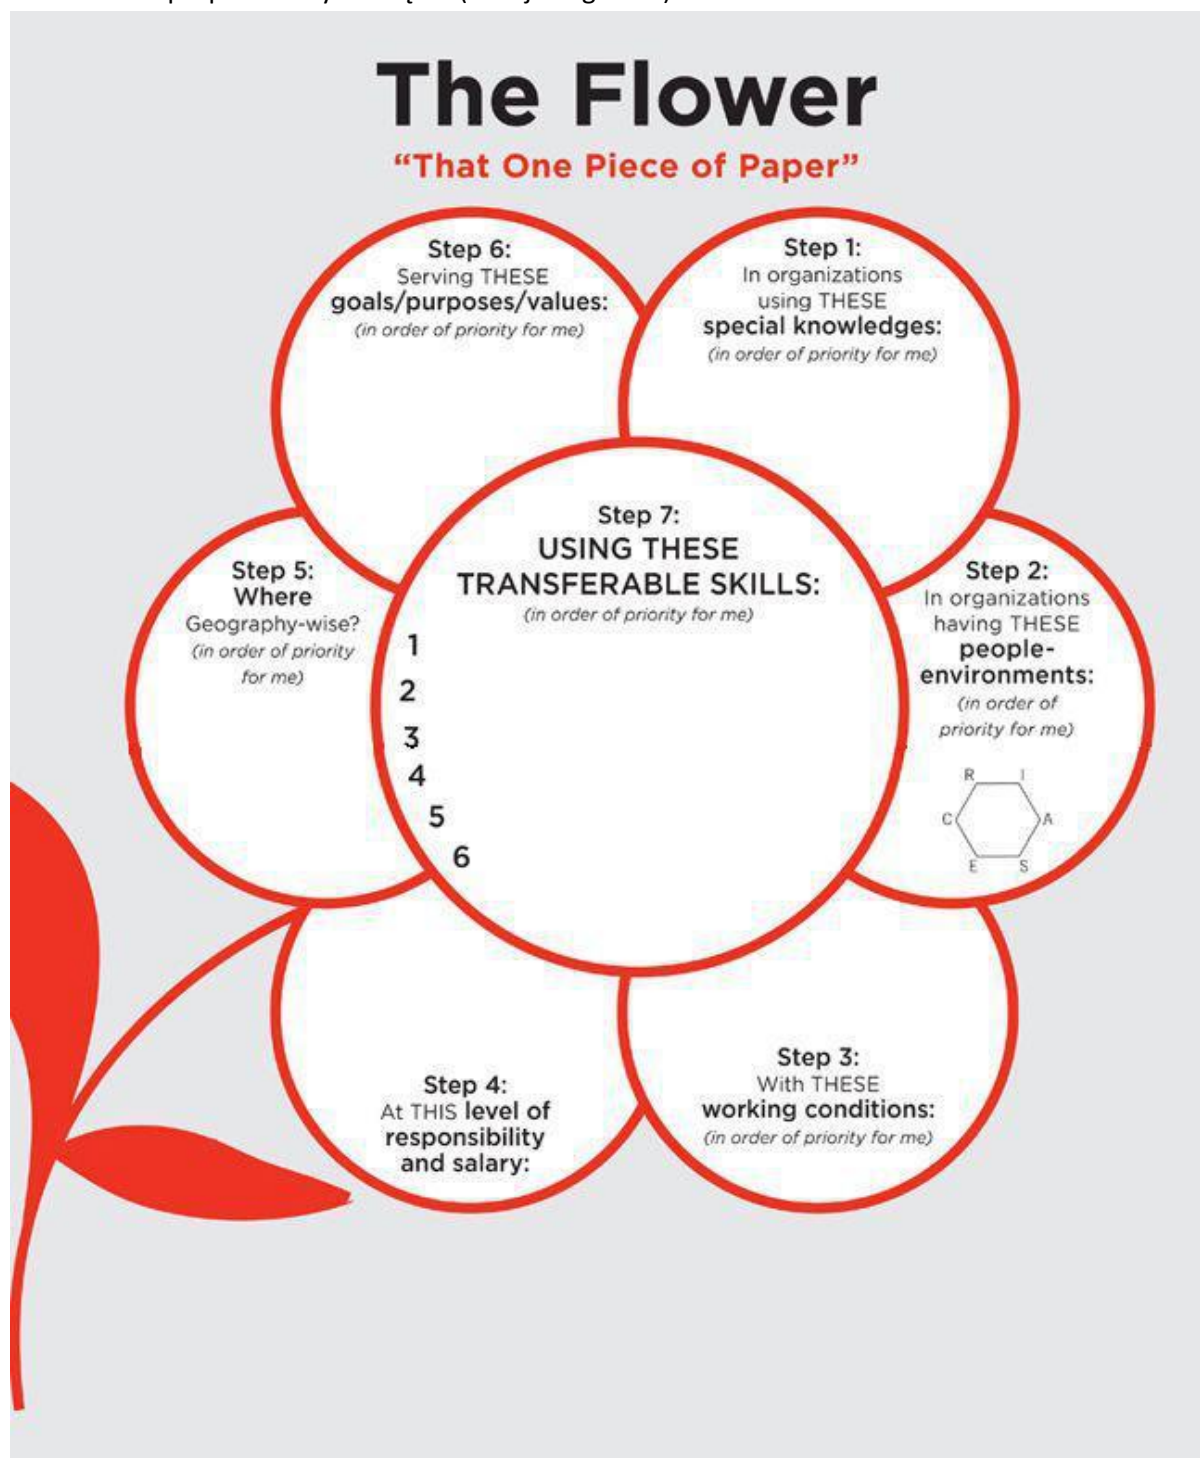 The Flower
“That One Piece of Paper”
Step 6:
Serving THESE
goals/purposes/values:
(in order of priority for me)
Step 1:
In organizations
using THESE
special knowledges:
(in order of priority for me)
Step 7:
USING THESE
TRANSFERABLE SKILLS:
(in order of priority for me)
1
2
3
4
5
6
Step 5:
Where
Geography-wise?
(in order of priority
for me)
Step 2:
In organizations
having THESE
people-
environments:
(in order of
priority for me)
R I
C A
E S
Step 4:
At THIS level of
responsibility
and salary:
Step 3:
With THESE
working conditions:
(in order of priority for me)